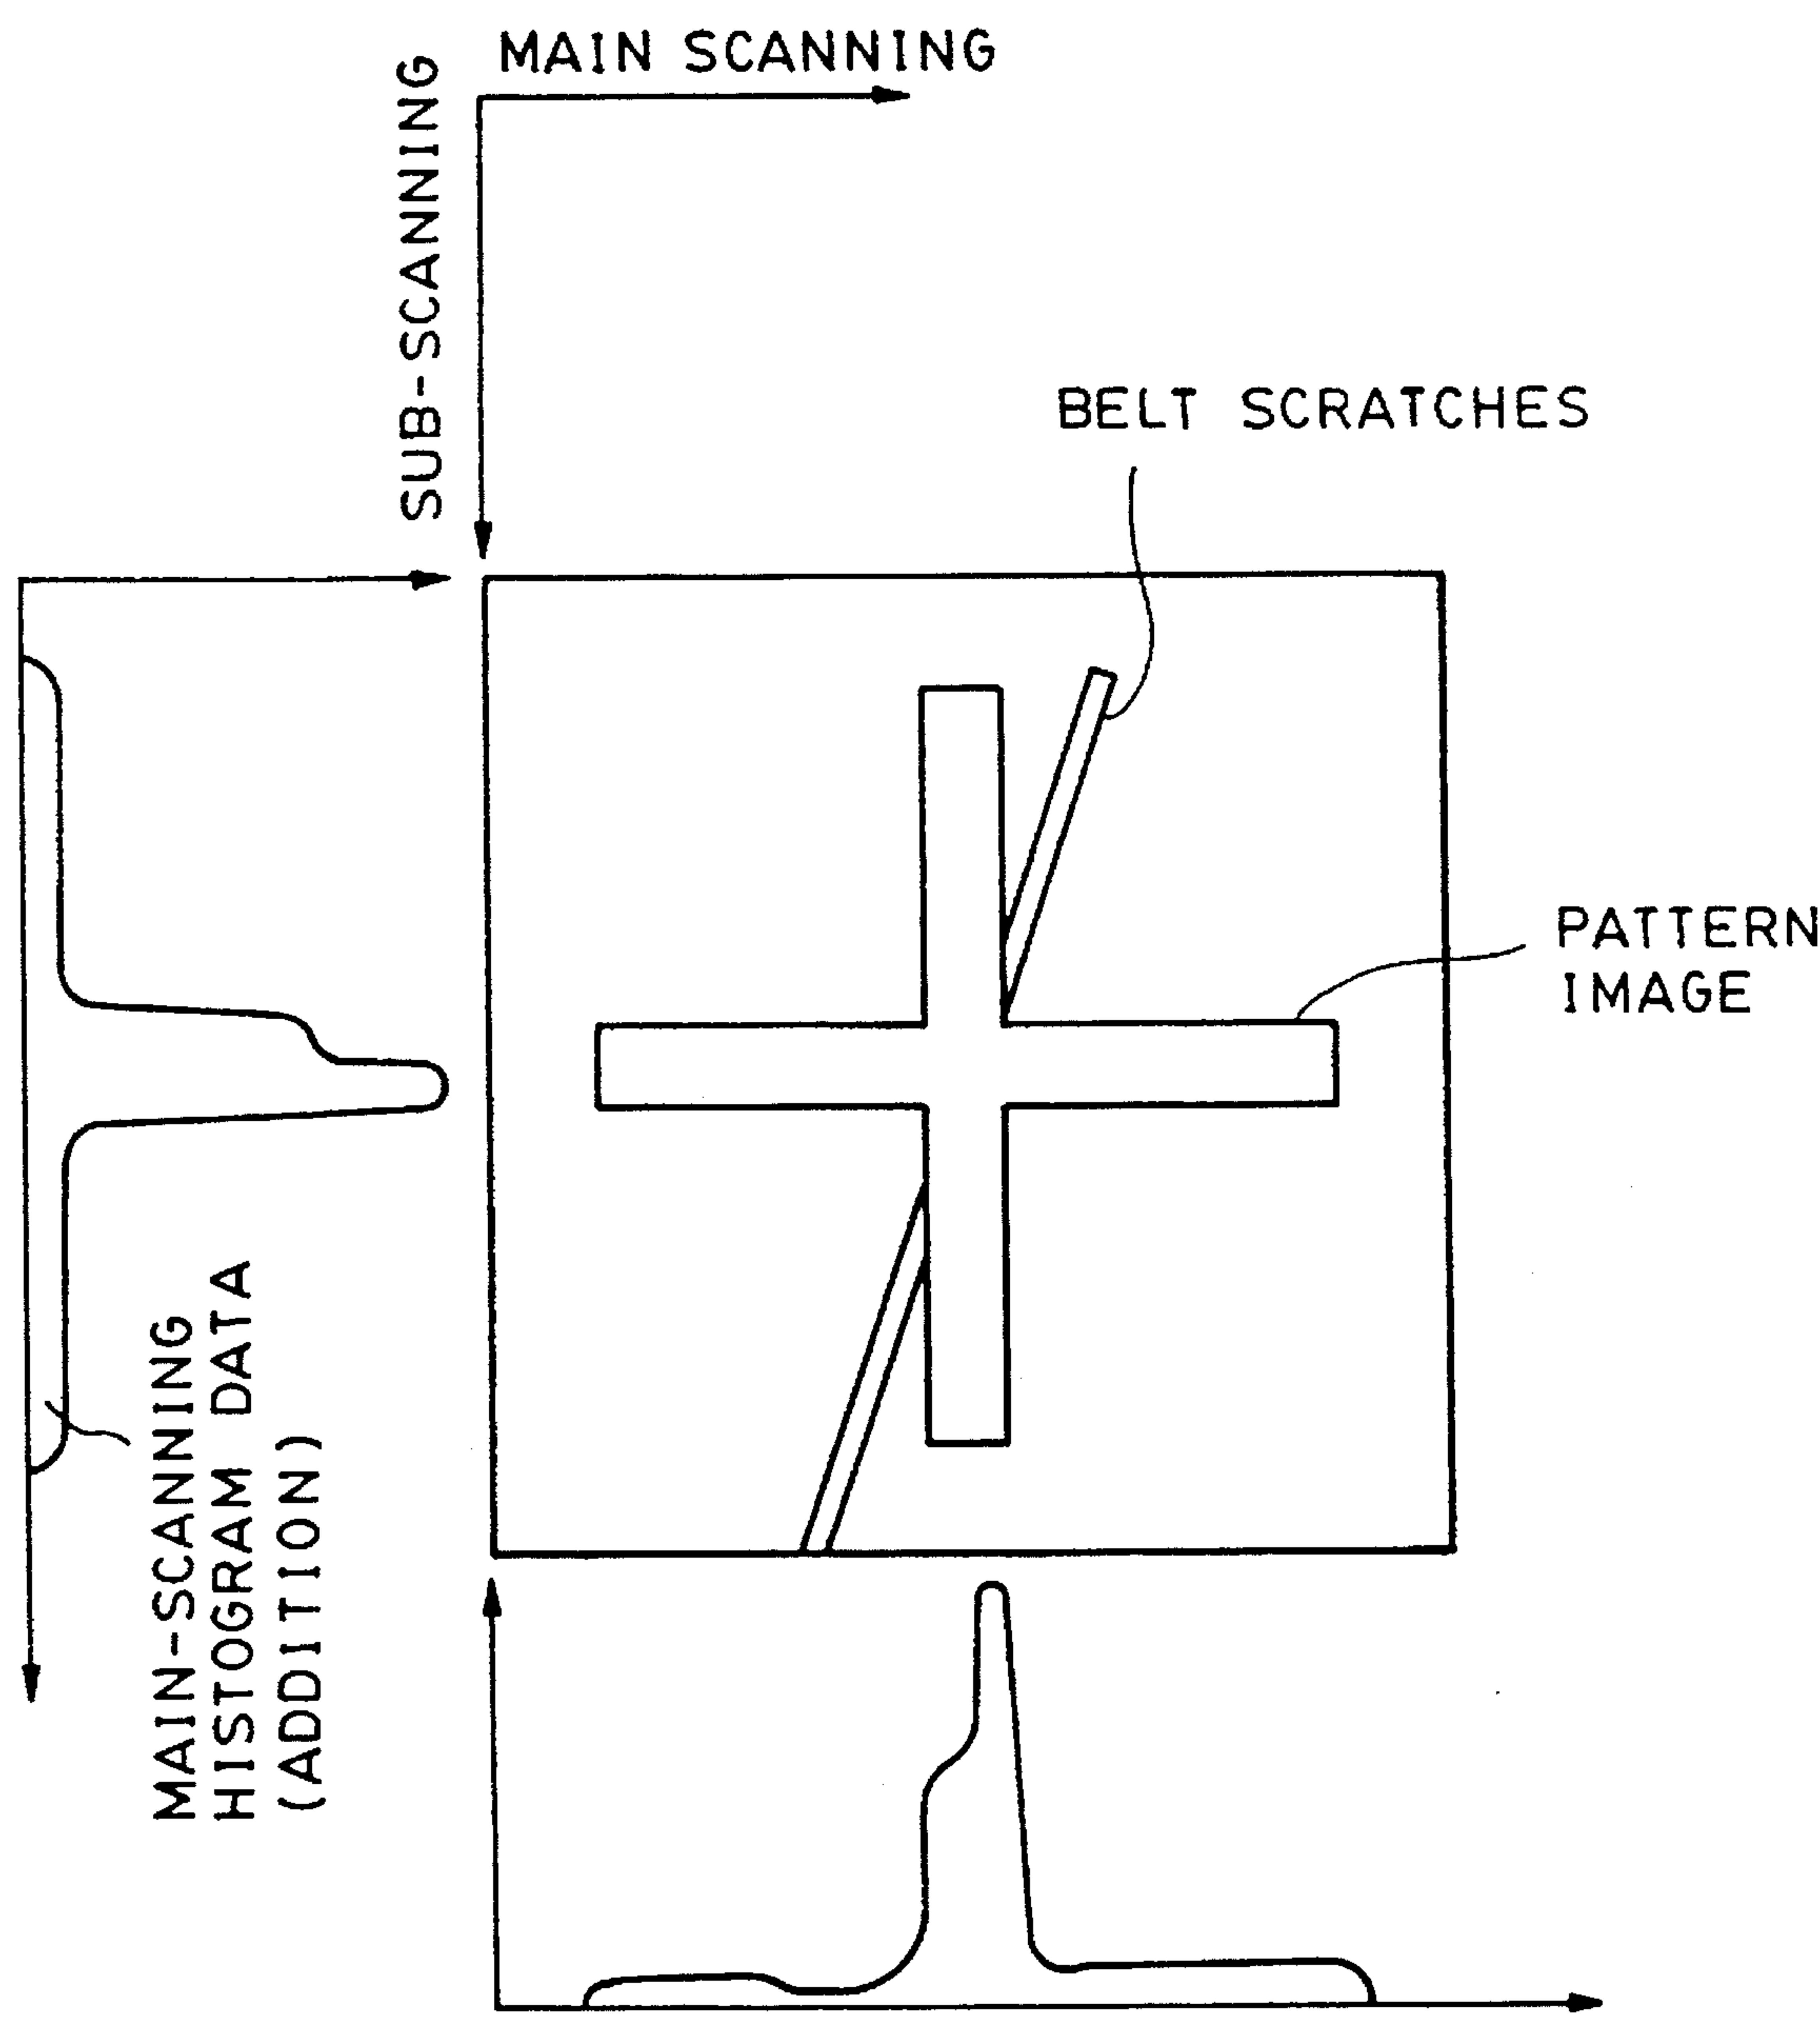 MAIN SCANNING
SUB-SCANNING
BELT SCRATCHES
PATTERN
IMAGE
MAIN-SCANNING
HISTOGRAM DATA
(ADDITION)